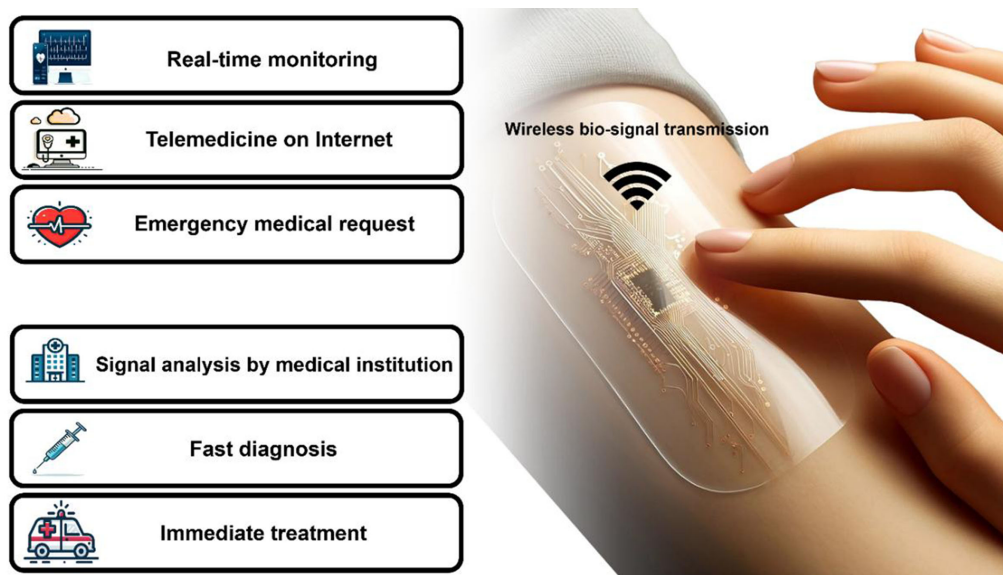 Real-time monitoring
Telemedicine on Internet
Emergency medical request
Signal analysis by medical institution
Fast diagnosis
Immediate treatment
Wireless bio-signal transmission